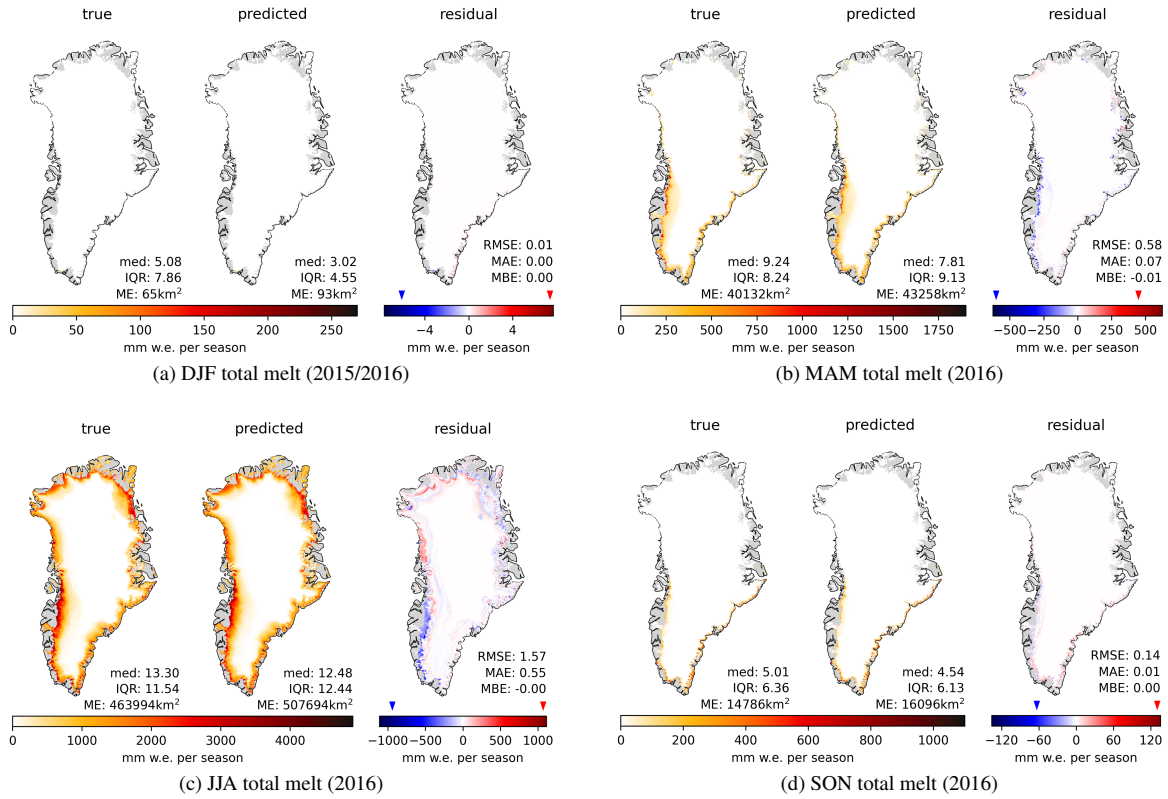 true predicted residual
med: 5.08 med: 3.02 RMSE: 0.01
IQR: 7.86 IQR: 4.55 MAE: 0.00
ME: 65km² ME: 93km² MBE: 0.00
0 50 100 150 200 250 −4 0 4
mm w.e. per season mm w.e. per season
(a) DJF total melt (2015/2016)
true predicted residual
med: 9.24 med: 7.81 RMSE: 0.58
IQR: 8.24 IQR: 9.13 MAE: 0.07
ME: 40132km² ME: 43258km² MBE: -0.01
0 250 500 750 1000 1250 1500 1750 −500 −250 0 250 500
mm w.e. per season mm w.e. per season
(b) MAM total melt (2016)
true predicted residual
med: 13.30 med: 12.48 RMSE: 1.57
IQR: 11.54 IQR: 12.44 MAE: 0.55
ME: 463994km² ME: 507694km² MBE: -0.00
0 1000 2000 3000 4000 −1000 −500 0 500 1000
mm w.e. per season mm w.e. per season
(c) JJA total melt (2016)
true predicted residual
med: 5.01 med: 4.54 RMSE: 0.14
IQR: 6.36 IQR: 6.13 MAE: 0.01
ME: 14786km² ME: 16096km² MBE: 0.00
0 200 400 600 800 1000 −120 −60 0 60 120
mm w.e. per season mm w.e. per season
(d) SON total melt (2016)